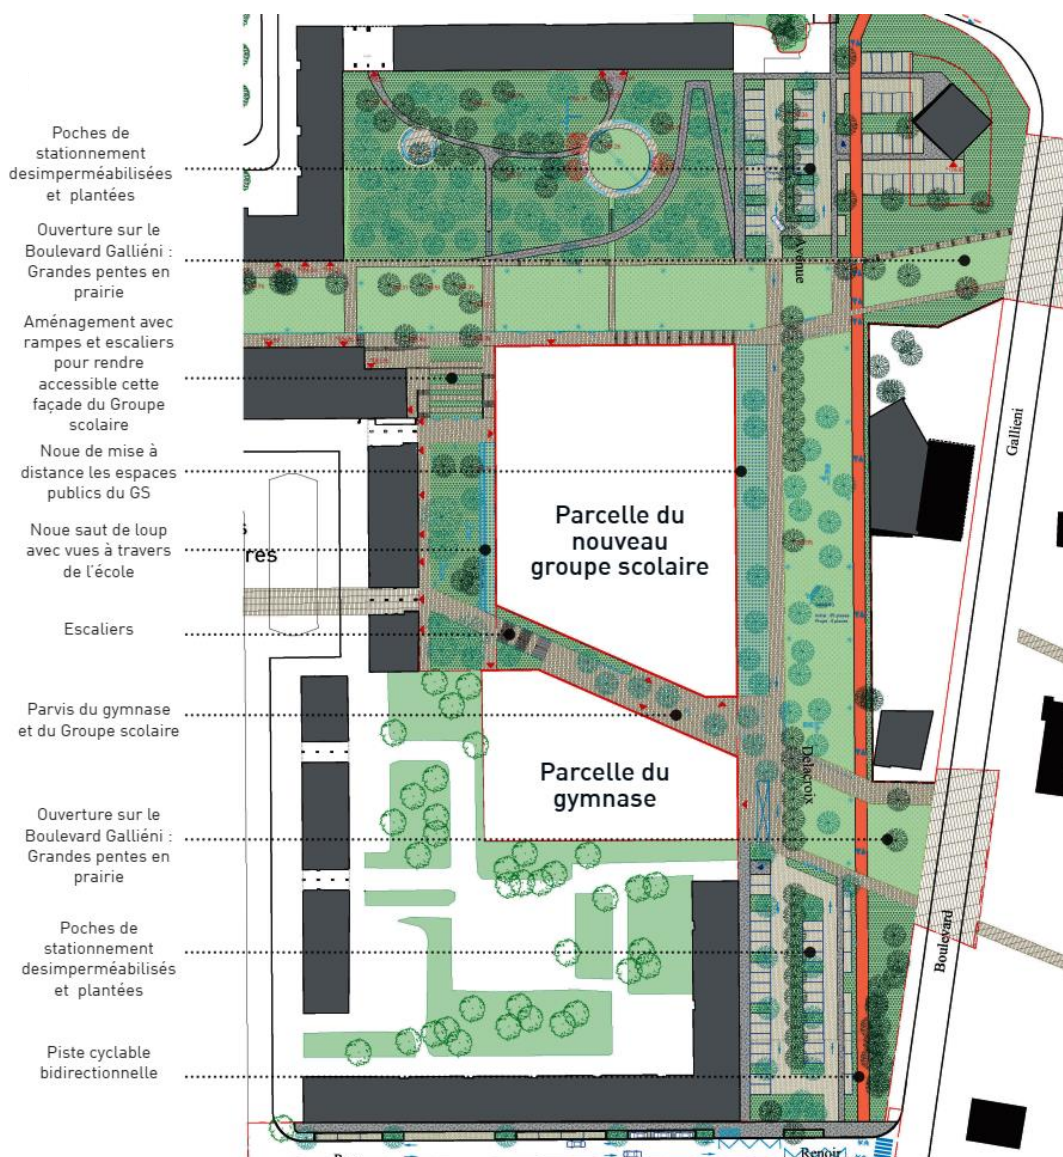 Poches de
stationnement
desimperméabilisées
et plantées
Ouverture sur le
Boulevard Galliéni :
Grandes pentes en
prairie
Aménagement avec
rampes et escaliers
pour rendre
accessible cette
façade du Groupe
scolaire
Noue de mise à
distance les espaces
publics du GS
Noue saut de loup
avec vues à travers
de l'école
Escaliers
Parvis du gymnase
et du Groupe scolaire
Ouverture sur le
Boulevard Galliéni :
Grandes pentes en
prairie
Poches de
stationnement
desimperméabilisés
et plantées
Piste cyclable
bidirectionnelle
Avenue
Gallieni
Parcelle du
nouveau
groupe scolaire
res
Parcelle du
gymnase
Delacroix
Boulevard
Renoir